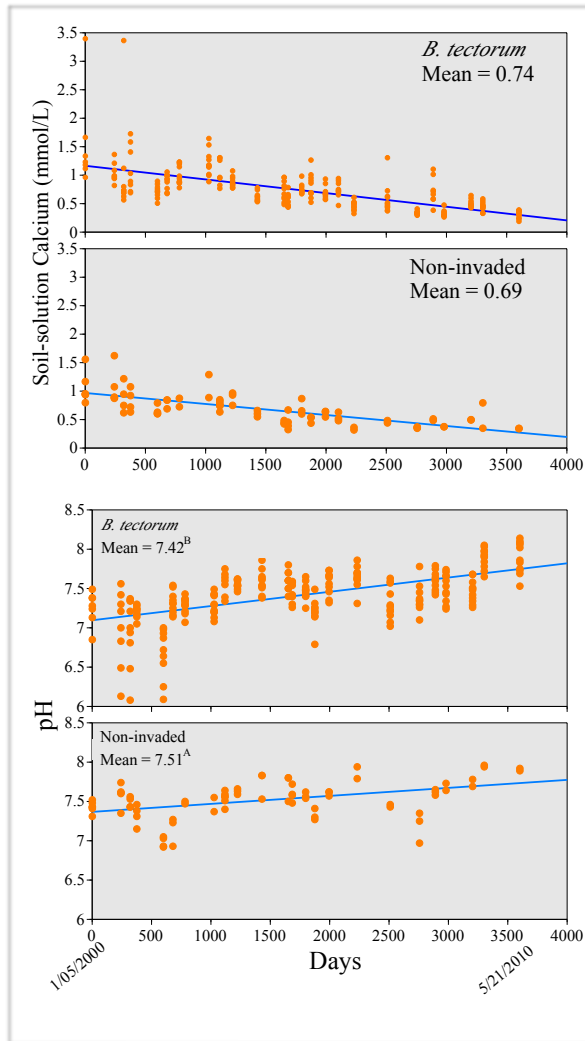 Soil-solution Calcium (mmol/L)
3.5
3
2.5
2
1.5
1
0.5
0
B. tectorum
Mean = 0.74
3.5
3
2.5
2
1.5
1
0.5
0
Non-invaded
Mean = 0.69
0 500 1000 1500 2000 2500 3000 3500 4000
pH
8.5
8
7.5
7
6.5
6
B. tectorum
Mean = 7.42B
8.5
8
7.5
7
6.5
6
Non-invaded
Mean = 7.51A
0 500 1000 1500 2000 2500 3000 3500 4000
1/05/2000 Days 5/21/2010